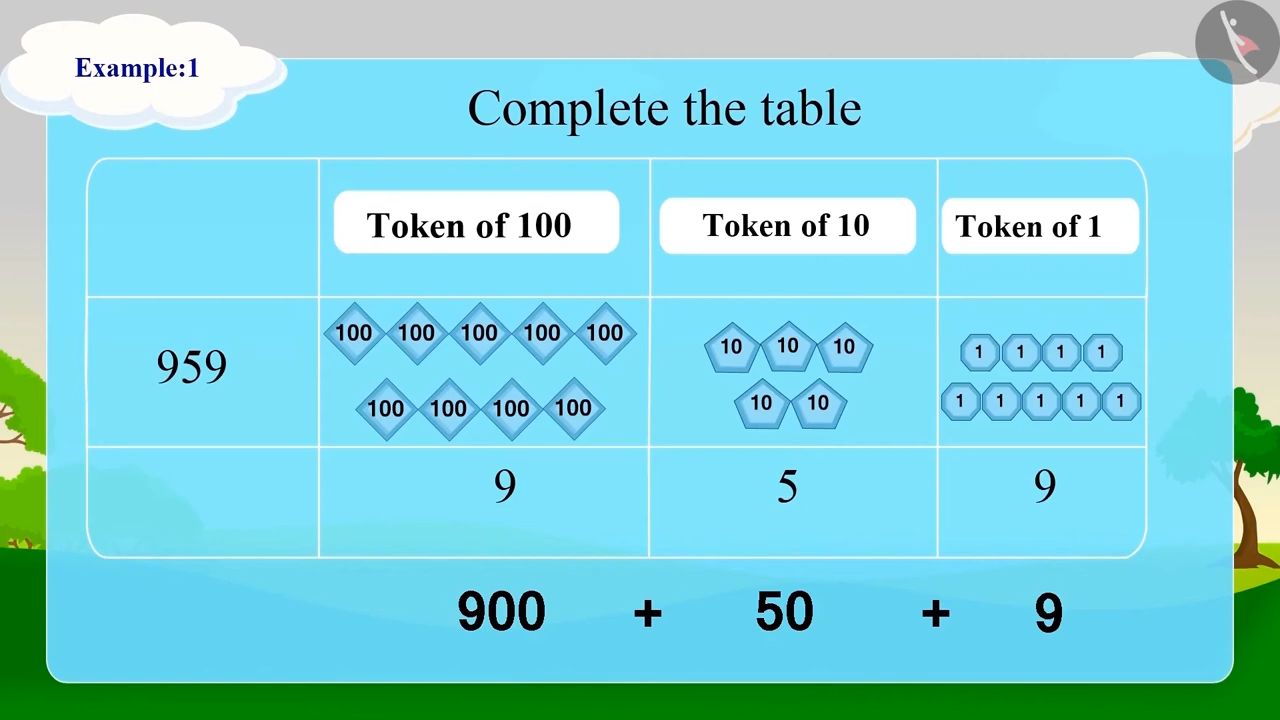 Example:1
Complete the table
Token of 100 Token of 10 Token of 1
100 100 100 100 100 10 10 10 1 1 1 1
959
100 100 100 100 10 10 1 1 1 1 1
9 5 9
900 + 50 + 9